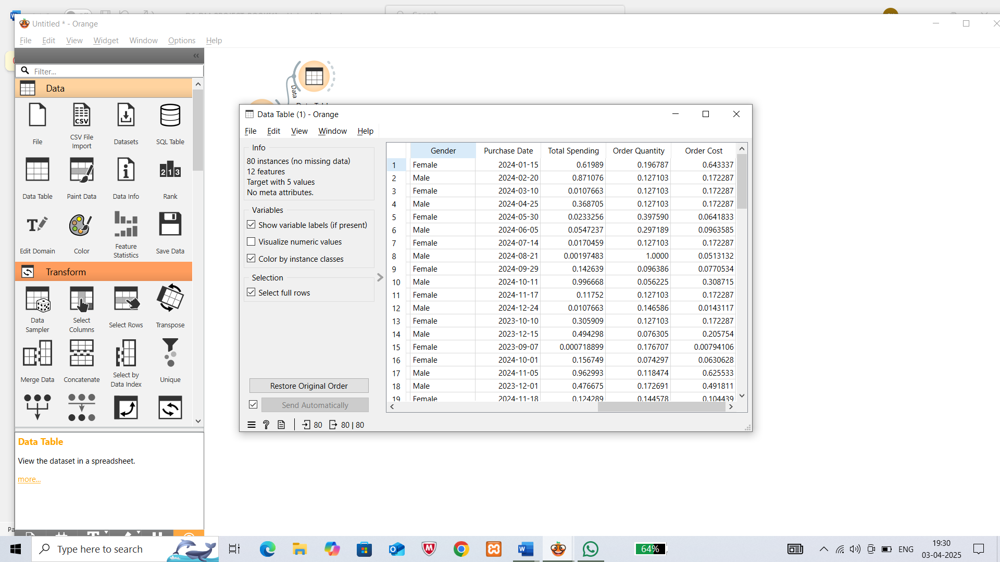 Untitled * - Orange
File Edit View Widget Window Options Help
Filter...
Data
File
CSV File Import
Datasets
SQL Table
Data Table
Paint Data
Data Info
Rank
Edit Domain
Color
Feature Statistics
Save Data
Transform
Data Sampler
Select Columns
Select Rows
Transpose
Merge Data
Concatenate
Select by Data Index
Unique
Data Table
View the dataset in a spreadsheet.
more...
Data
Data Table (1) - Orange
File Edit View Window Help
Info
80 instances (no missing data)
12 features
Target with 5 values
No meta attributes.
Variables
Show variable labels (if present)
Visualize numeric values
Color by instance classes
Selection
Select full rows
Restore Original Order
Send Automatically
80 80 | 80
Gender Purchase Date Total Spending Order Quantity Order Cost
1 Female 2024-01-15 0.61989 0.196787 0.643337
2 Male 2024-02-20 0.871076 0.127103 0.172287
3 Female 2024-03-10 0.0107663 0.127103 0.172287
4 Male 2024-04-25 0.368705 0.127103 0.172287
5 Female 2024-05-30 0.0233256 0.397590 0.0641833
6 Male 2024-06-05 0.0547237 0.297189 0.0963585
7 Female 2024-07-14 0.0170459 0.127103 0.172287
8 Male 2024-08-21 0.00197483 1.0000 0.0513132
9 Female 2024-09-29 0.142639 0.096386 0.0770534
10 Male 2024-10-11 0.996668 0.056225 0.308715
11 Female 2024-11-17 0.11752 0.127103 0.172287
12 Male 2024-12-24 0.0107663 0.146586 0.0143117
13 Female 2023-10-10 0.305909 0.127103 0.172287
14 Male 2023-12-15 0.494298 0.076305 0.205754
15 Female 2023-09-07 0.000718899 0.176707 0.00794106
16 Female 2024-10-01 0.156749 0.074297 0.0630628
17 Male 2024-11-05 0.962993 0.118474 0.625533
18 Male 2023-12-01 0.476675 0.172691 0.491811
19 Female 2024-11-18 0.124289 0.144578 0.104439
Type here to search
64%
ENG
19:30
03-04-2025